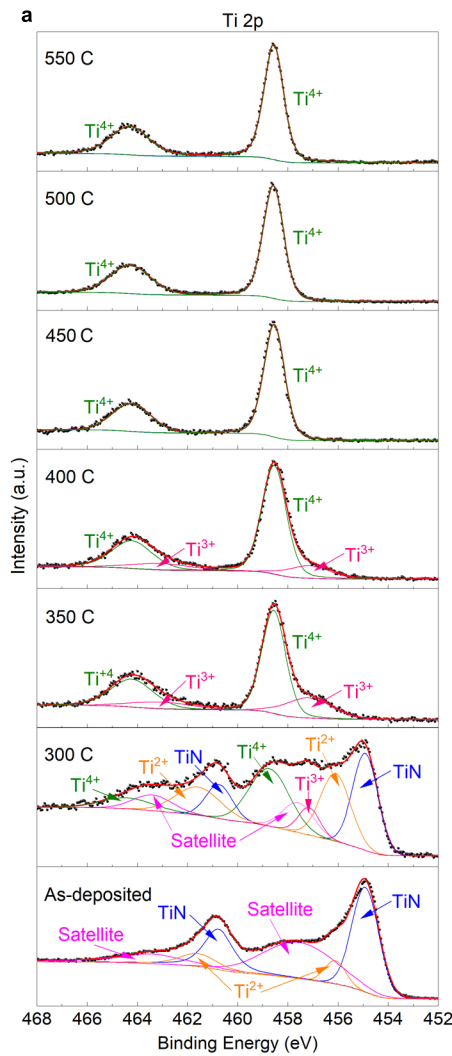 a
Ti 2p
550 C
Ti4+
Ti4+
500 C
Ti4+
Ti4+
450 C
Ti4+
Ti4+
400 C
Ti4+
Ti4+
Ti3+
Ti3+
350 C
Ti4+
Ti+4
Ti3+
Ti3+
300 C
Ti4+
Ti2+
TiN
Ti4+
Ti2+
TiN
Ti3+
Satellite
As-deposited
TiN
Satellite
TiN
Satellite
Ti2+
Intensity (a.u.)
468 466 464 462 460 458 456 454 452
Binding Energy (eV)